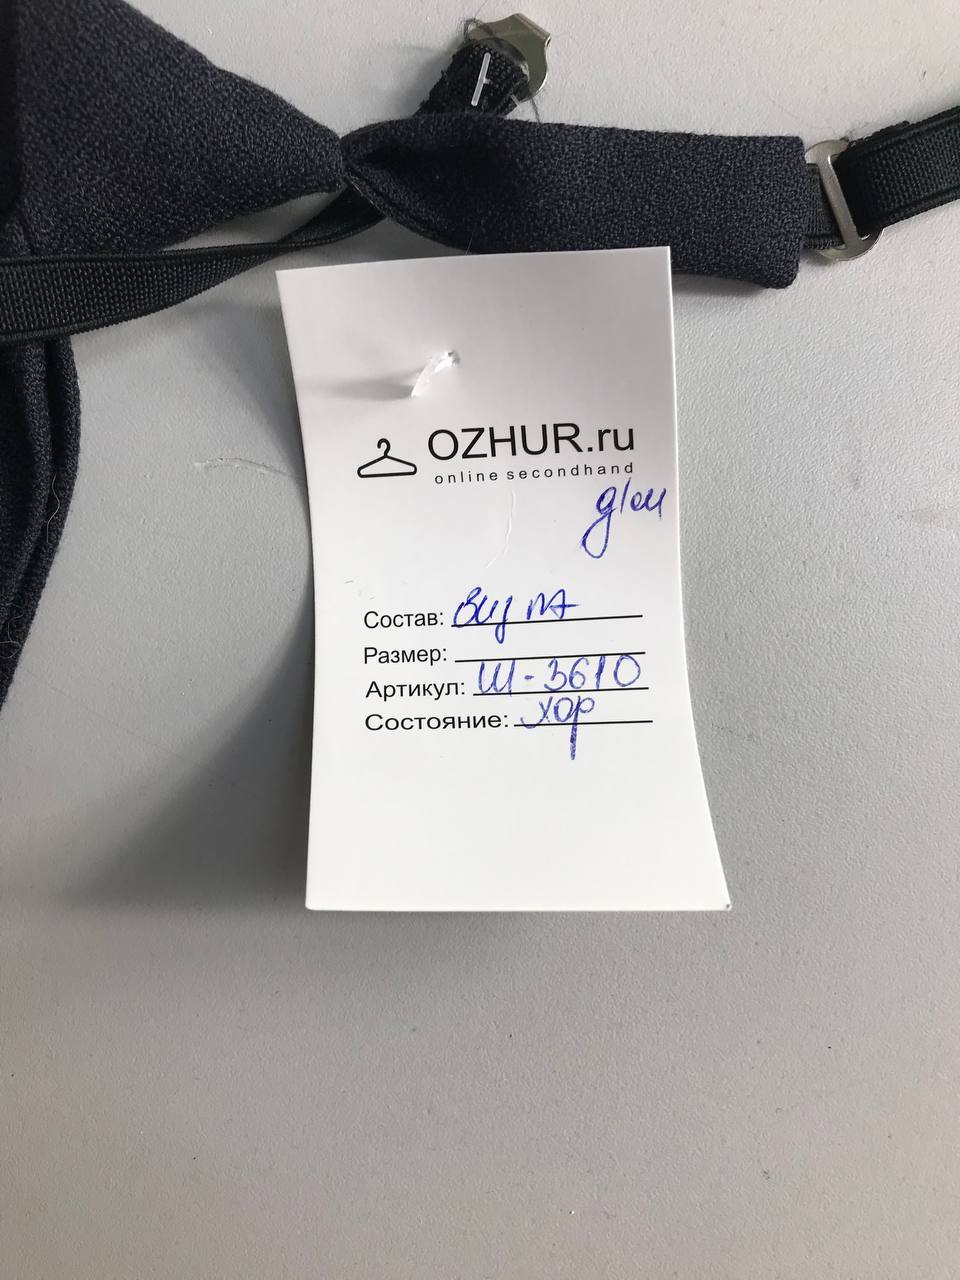 OZHUR.ru
online secondhand
Состав:
Размер:
Артикул: Ш-3610
Состояние: хор